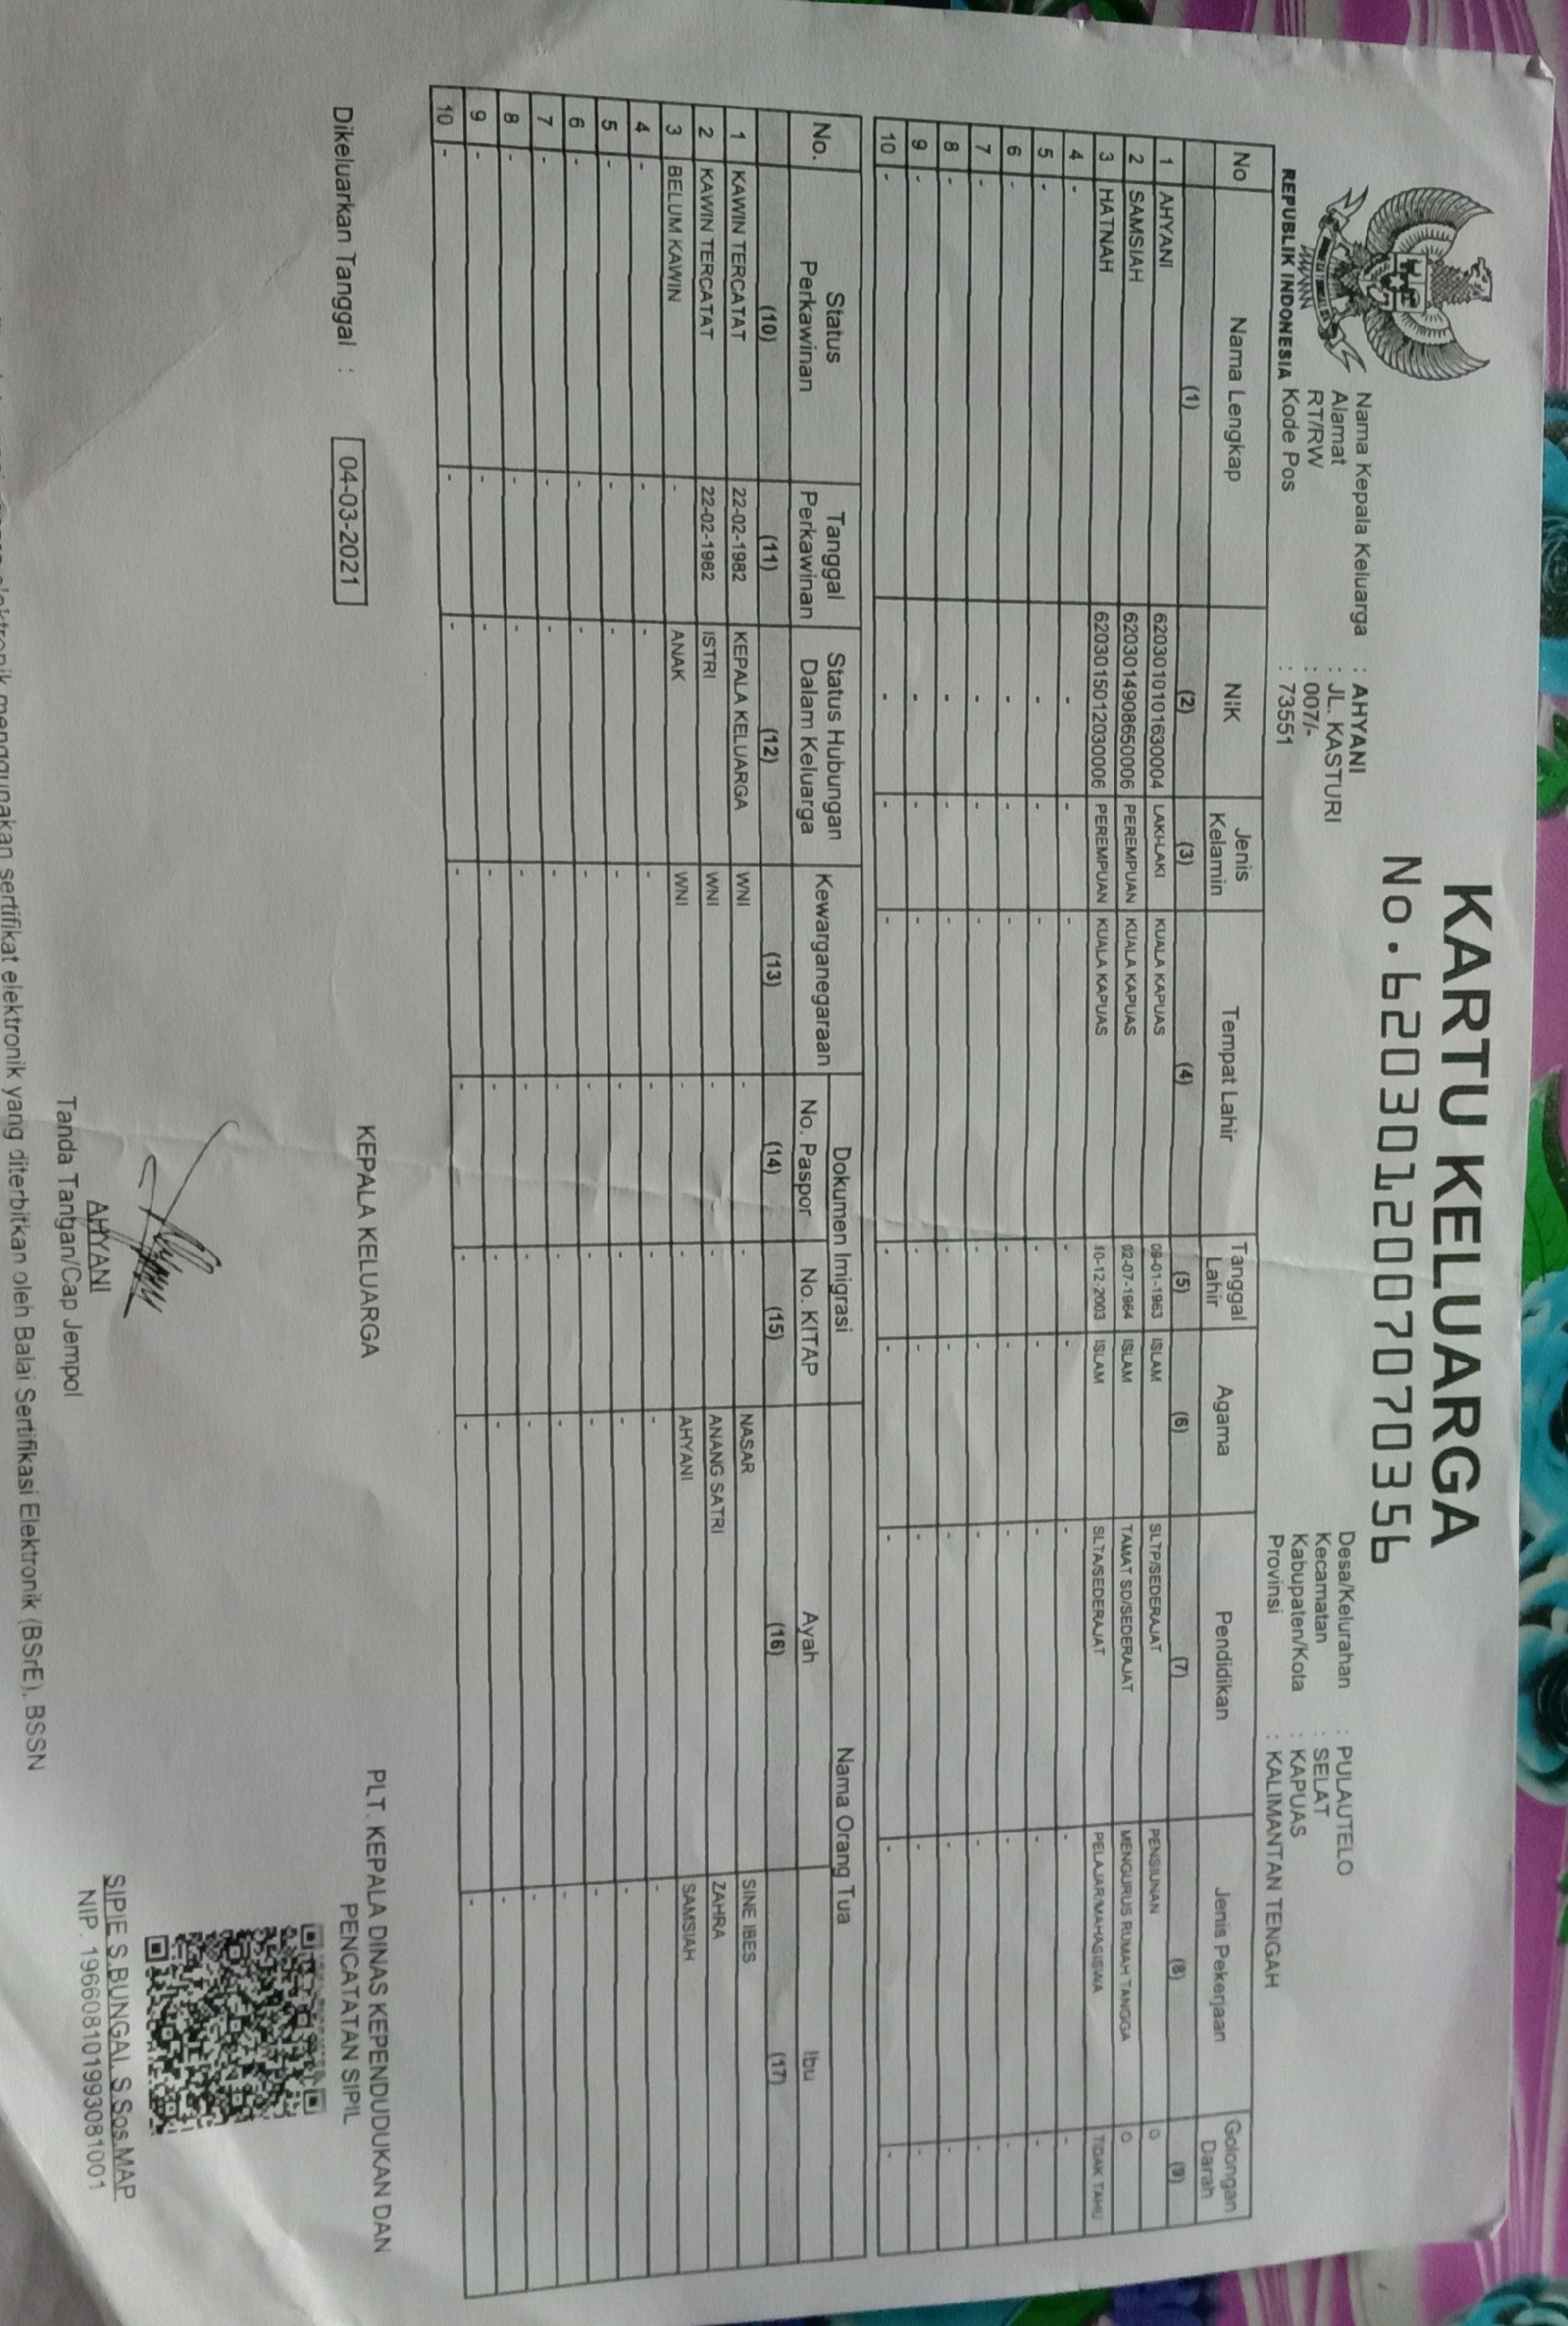 KARTU KELUARGA
No. 6203012007070356
REPUBLIK INDONESIA
Nama Kepala Keluarga : AHYANI
Alamat : JL. KASTURI
RT/RW : 007/-
Kode Pos : 73551
Desa/Kelurahan : PULAUTELO
Kecamatan : SELAT
Kabupaten/Kota : KAPUAS
Provinsi : KALIMANTAN TENGAH
No Nama Lengkap NIK Jenis Kelamin Tempat Lahir Tanggal Lahir Agama Pendidikan Jenis Pekerjaan Golongan Darah
(1) (2) (3) (4) (5) (6) (7) (8) (9)
1 AHYANI 6203010101630004 LAKI-LAKI KUALA KAPUAS 09-01-1963 ISLAM SLTP/SEDERAJAT PENSIUNAN O
2 SAMSIAH 6203014908650006 PEREMPUAN KUALA KAPUAS 02-07-1964 ISLAM TAMAT SD/SEDERAJAT MENGURUS RUMAH TANGGA O
3 HATNAH 6203015012030006 PEREMPUAN KUALA KAPUAS 10-12-2003 ISLAM SLTA/SEDERAJAT PELAJAR/MAHASISWA TIDAK TAHU
4 - - - - - - - - -
5 - - - - - - - - -
6 - - - - - - - - -
7 - - - - - - - - -
8 - - - - - - - - -
9 - - - - - - - - -
10 - - - - - - - - -
No. Status Perkawinan Tanggal Perkawinan Status Hubungan Dalam Keluarga Kewarganegaraan Dokumen Imigrasi Nama Orang Tua
No. Paspor No. KITAP Ayah Ibu
(10) (11) (12) (13) (14) (15) (16) (17)
1 KAWIN TERCATAT 22-02-1982 KEPALA KELUARGA WNI - - NASAR SINE IBES
2 KAWIN TERCATAT 22-02-1982 ISTRI WNI - - ANANG SATRI ZAHRA
3 BELUM KAWIN - ANAK WNI - - AHYANI SAMSIAH
4 - - - - - - - -
5 - - - - - - - -
6 - - - - - - - -
7 - - - - - - - -
8 - - - - - - - -
9 - - - - - - - -
10 - - - - - - - -
Dikeluarkan Tanggal : 04-03-2021
KEPALA KELUARGA
AHYANI
Tanda Tangan/Cap Jempol
PLT. KEPALA DINAS KEPENDUDUKAN DAN
PENCATATAN SIPIL
SIPIE S.BUNGAI, S.Sos.MAP
NIP. 196608101993081001
menggunakan sertifikat elektronik yang diterbitkan oleh Balai Sertifikasi Elektronik (BSrE), BSSN